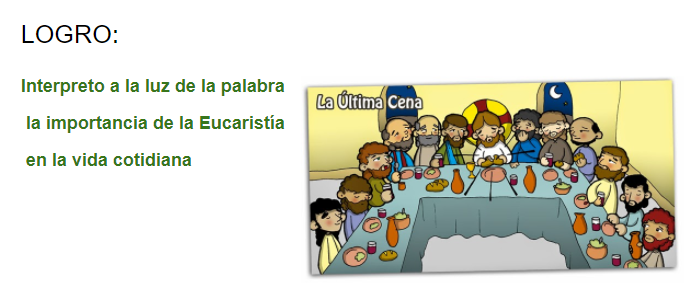 LOGRO:
Interpreto a la luz de la palabra
la importancia de la Eucaristía
en la vida cotidiana
La Última Cena